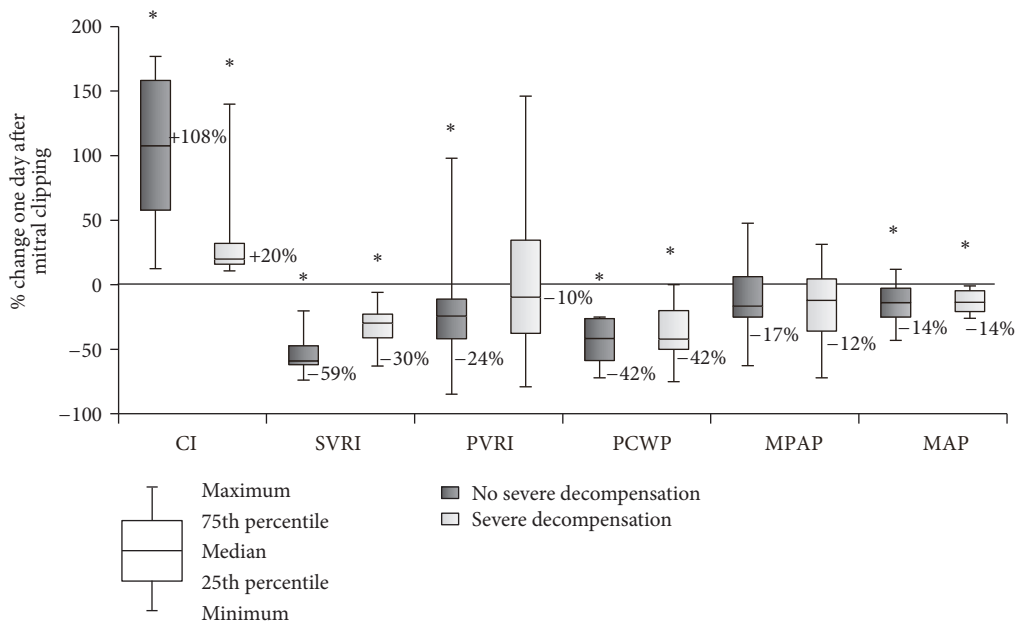 % change one day after
mitral clipping
200
150
100
50
0
−50
−100
* * * * * * * * *
+108%
+20%
−59%
−30%
−24%
−10%
−42%
−42%
−17%
−12%
−14%
−14%
CI SVRI PVRI PCWP MPAP MAP
Maximum
75th percentile
Median
25th percentile
Minimum
No severe decompensation
Severe decompensation